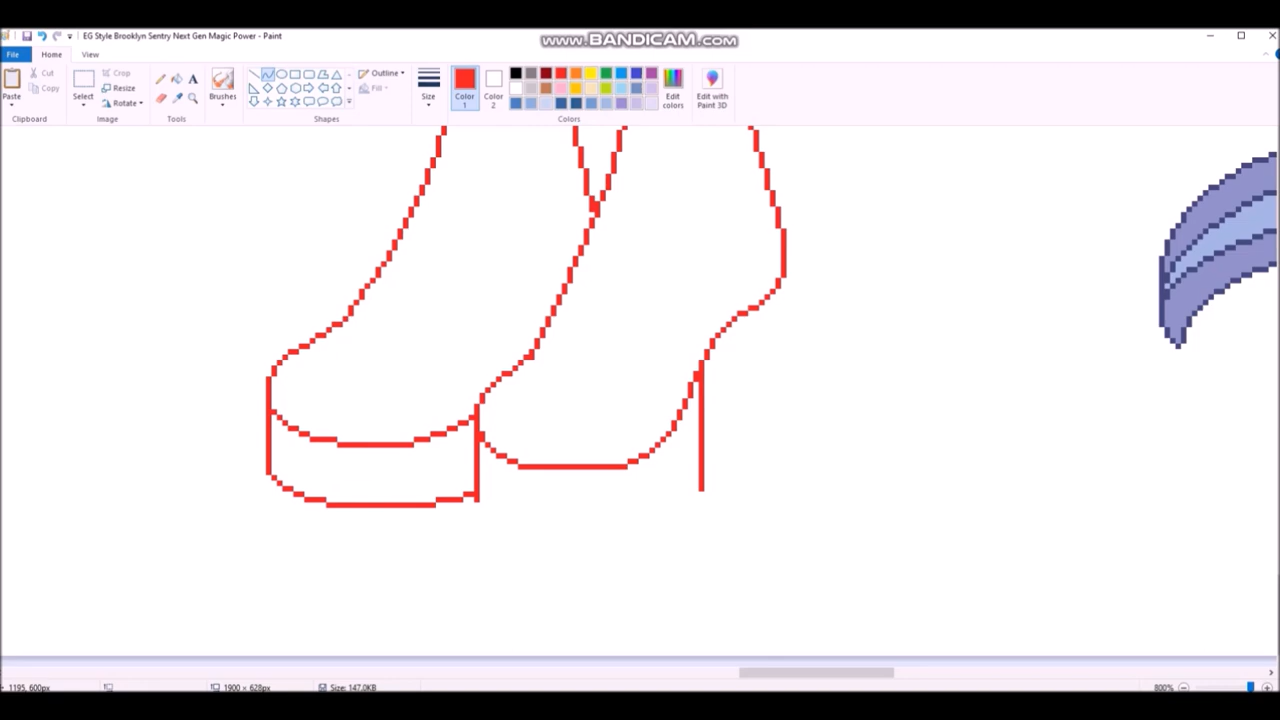 EG Style Brooklyn Sentry Next Gen Magic Power - Paint
www.BANDICAM.com
File Home View
Paste
Cut
Copy
Clipboard
Select
Crop
Resize
Rotate
Image
A
Tools
Brushes
Outline
Fill
Shapes
Size
Color 1
Color 2
Edit colors
Edit with Paint 3D
Colors
1195, 600px
1900 × 628px
Size: 147.0KB
800%